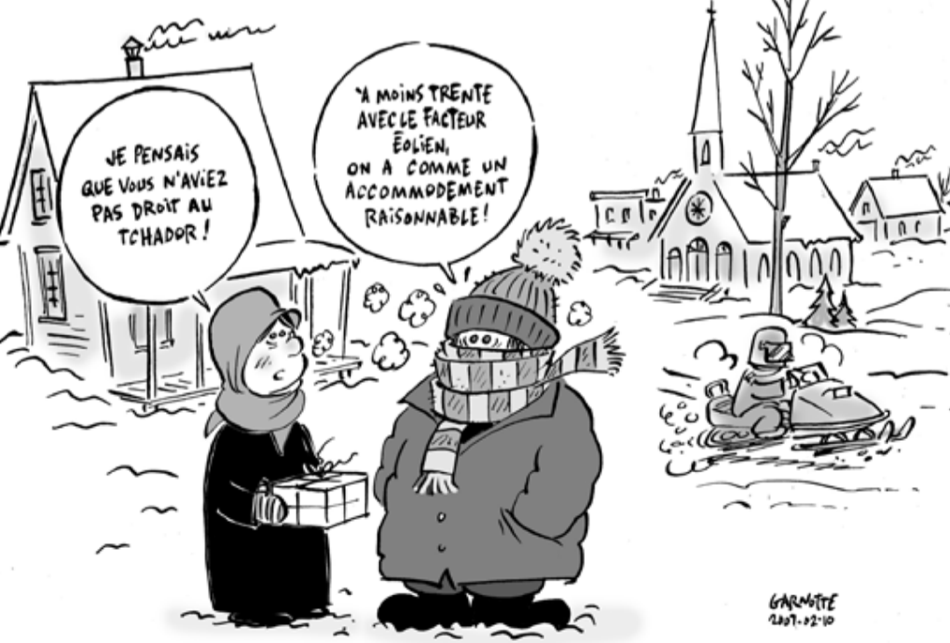 JE PENSAIS
QUE VOUS N'AVIEZ
PAS DROIT AU
TCHADOR!
"A MOINS TRENTE
AVEC LE FACTEUR
ÉOLIEN,
ON A COMME UN
ACCOMMODEMENT
RAISONNABLE!
GARNOTTE
2007-02-10